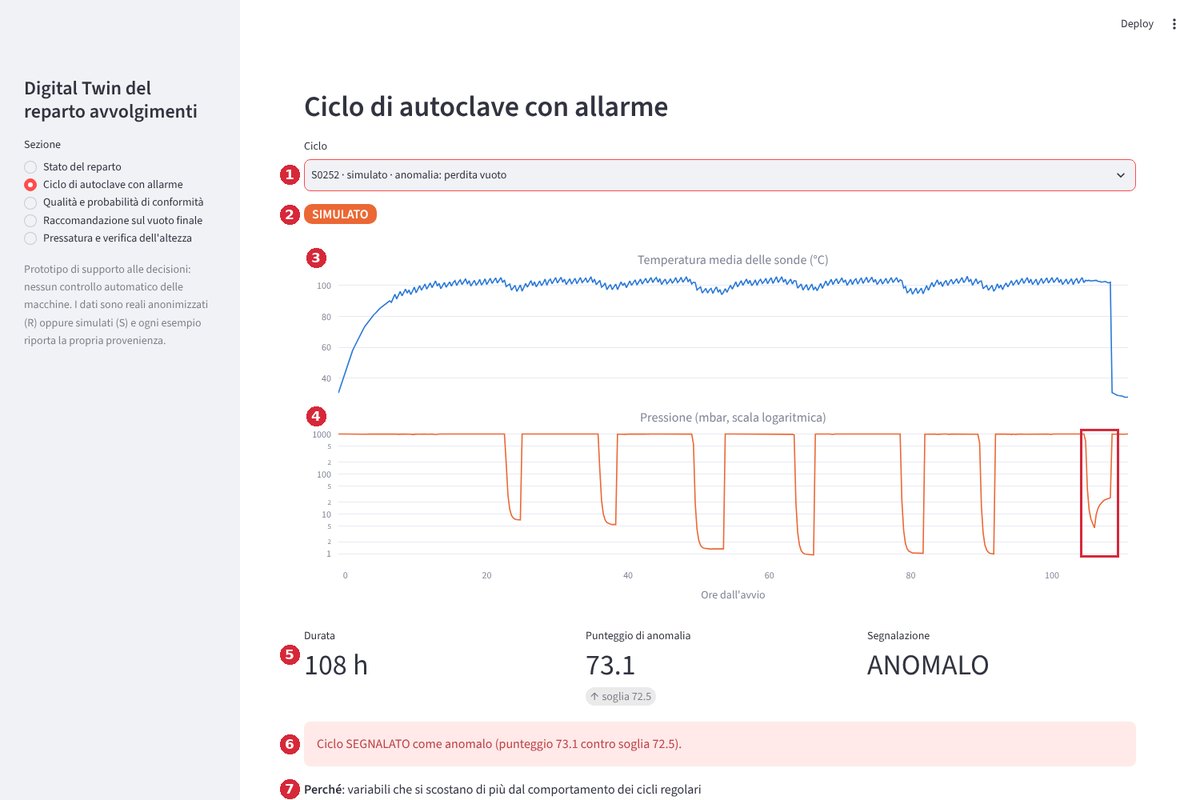 Deploy
Digital Twin del
reparto avvolgimenti
Sezione
Stato del reparto
Ciclo di autoclave con allarme
Qualità e probabilità di conformità
Raccomandazione sul vuoto finale
Pressatura e verifica dell'altezza
Prototipo di supporto alle decisioni:
nessun controllo automatico delle
macchine. I dati sono reali anonimizzati
(R) oppure simulati (S) e ogni esempio
riporta la propria provenienza.
Ciclo di autoclave con allarme
Ciclo
1 S0252 · simulato · anomalia: perdita vuoto
2 SIMULATO
3 Temperatura media delle sonde (°C)
100
80
60
40
4 Pressione (mbar, scala logaritmica)
1000
5
2
100
5
2
10
5
2
1
0 20 40 60 80 100
Ore dall'avvio
Durata Punteggio di anomalia Segnalazione
5 108 h 73.1 ANOMALO
↑ soglia 72.5
6 Ciclo SEGNALATO come anomalo (punteggio 73.1 contro soglia 72.5).
7 Perché: variabili che si scostano di più dal comportamento dei cicli regolari